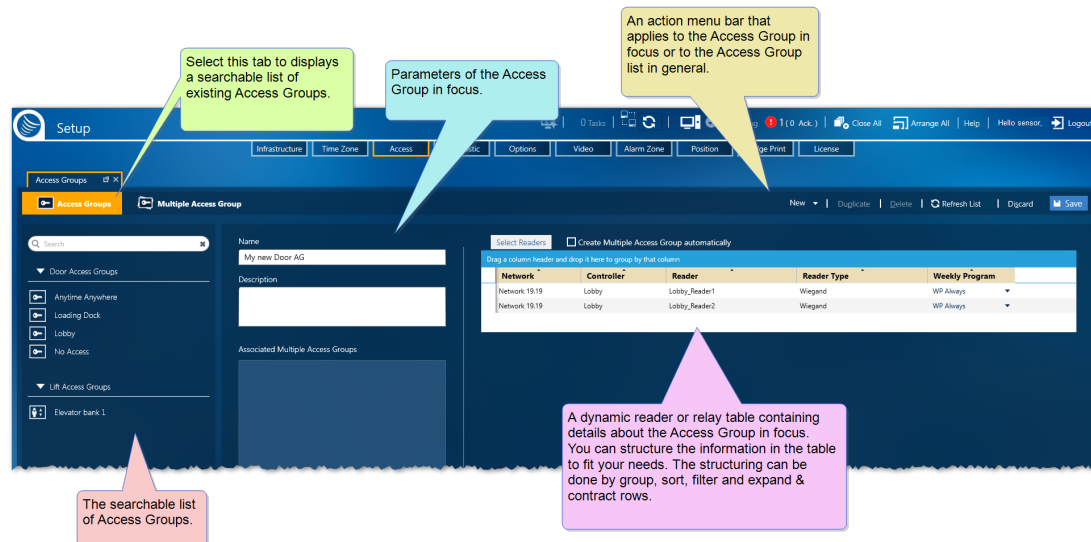 An action menu bar that
applies to the Access Group in
focus or to the Access Group
list in general.
Select this tab to displays
a searchable list of
existing Access Groups.
Parameters of the Access
Group in focus.
Setup
0 Tasks
1 ( 0 Ack. )
Close All
Arrange All
Help
Hello sensor,
Logout
Infrastructure
Time Zone
Access
Options
Video
Alarm Zone
Position
Print
License
Access Groups
Access Groups
Multiple Access Group
New
Duplicate
Delete
Refresh List
Discard
Save
Search
Door Access Groups
Anytime Anywhere
Loading Dock
Lobby
No Access
Lift Access Groups
Elevator bank 1
Name
My new Door AG
Description
Associated Multiple Access Groups
Select Readers
Create Multiple Access Group automatically
Drag a column header and drop it here to group by that column
Network Controller Reader Reader Type Weekly Program
Network 19.19 Lobby Lobby_Reader1 Wiegand WP Always
Network 19.19 Lobby Lobby_Reader2 Wiegand WP Always
A dynamic reader or relay table containing
details about the Access Group in focus.
You can structure the information in the table
to fit your needs. The structuring can be
done by group, sort, filter and expand &
contract rows.
The searchable list
of Access Groups.